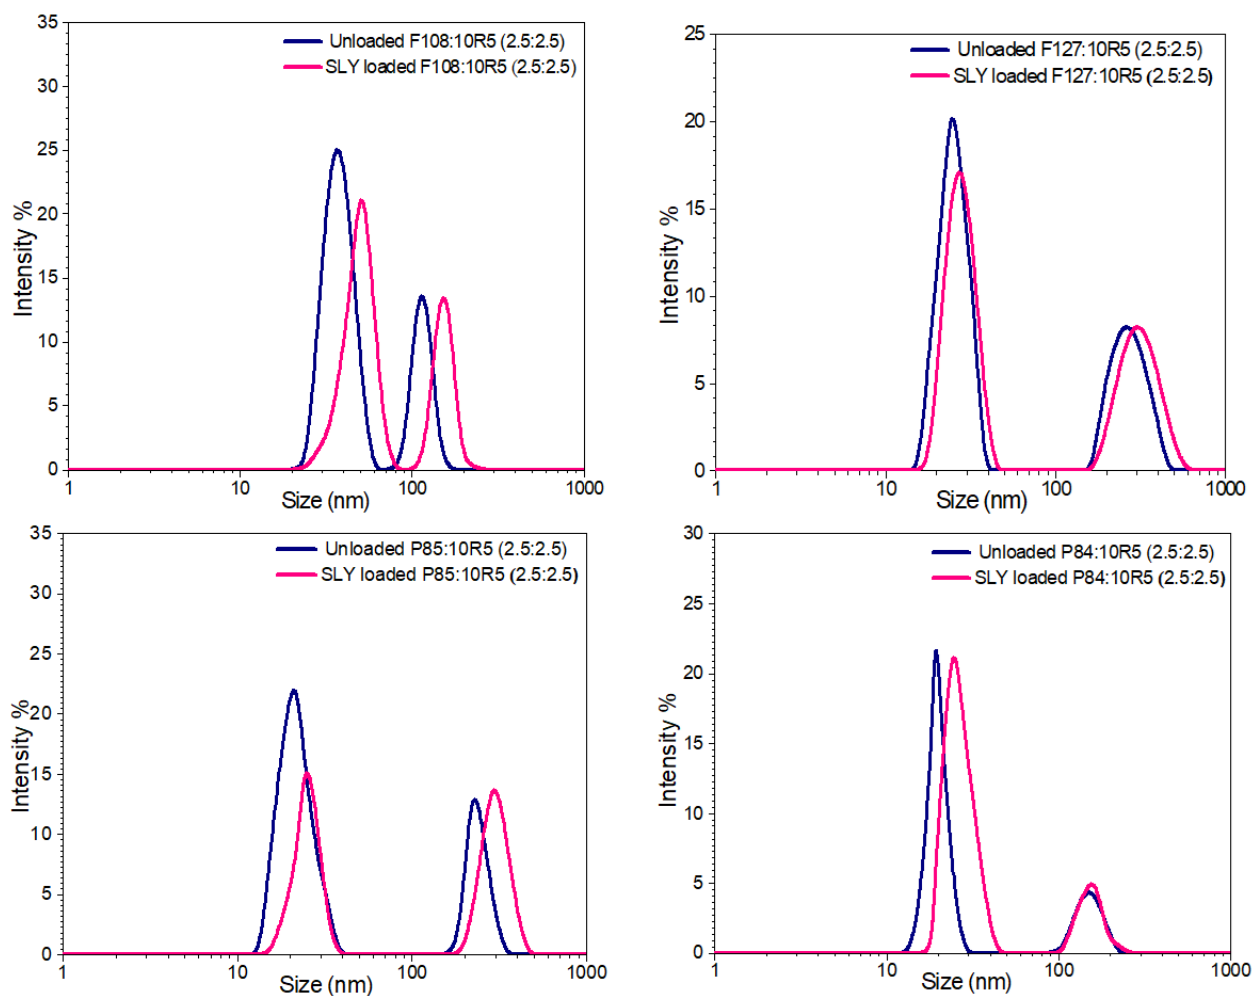 Unloaded F108:10R5 (2.5:2.5)
SLY loaded F108:10R5 (2.5:2.5)
Intensity %
35
30
25
20
15
10
5
0
1
10
100
1000
Size (nm)
Unloaded F127:10R5 (2.5:2.5)
SLY loaded F127:10R5 (2.5:2.5)
Intensity %
25
20
15
10
5
0
1
10
100
1000
Size (nm)
Unloaded P85:10R5 (2.5:2.5)
SLY loaded P85:10R5 (2.5:2.5)
Intensity %
35
30
25
20
15
10
5
0
1
10
100
1000
Size (nm)
Unloaded P84:10R5 (2.5:2.5)
SLY loaded P84:10R5 (2.5:2.5)
Intensity %
30
25
20
15
10
5
0
1
10
100
1000
Size (nm)